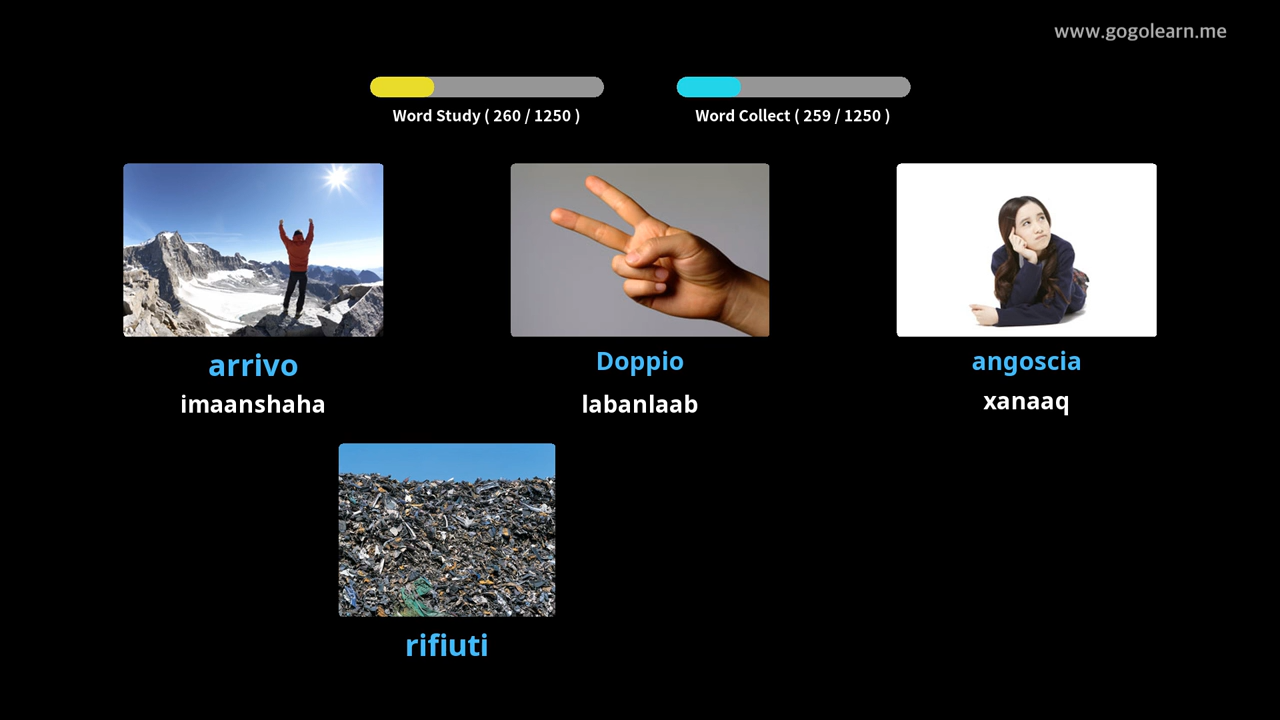 www.gogolearn.me
Word Study ( 260 / 1250 )
Word Collect ( 259 / 1250 )
arrivo
imaanshaha
Doppio
labanlaab
angoscia
xanaaq
rifiuti